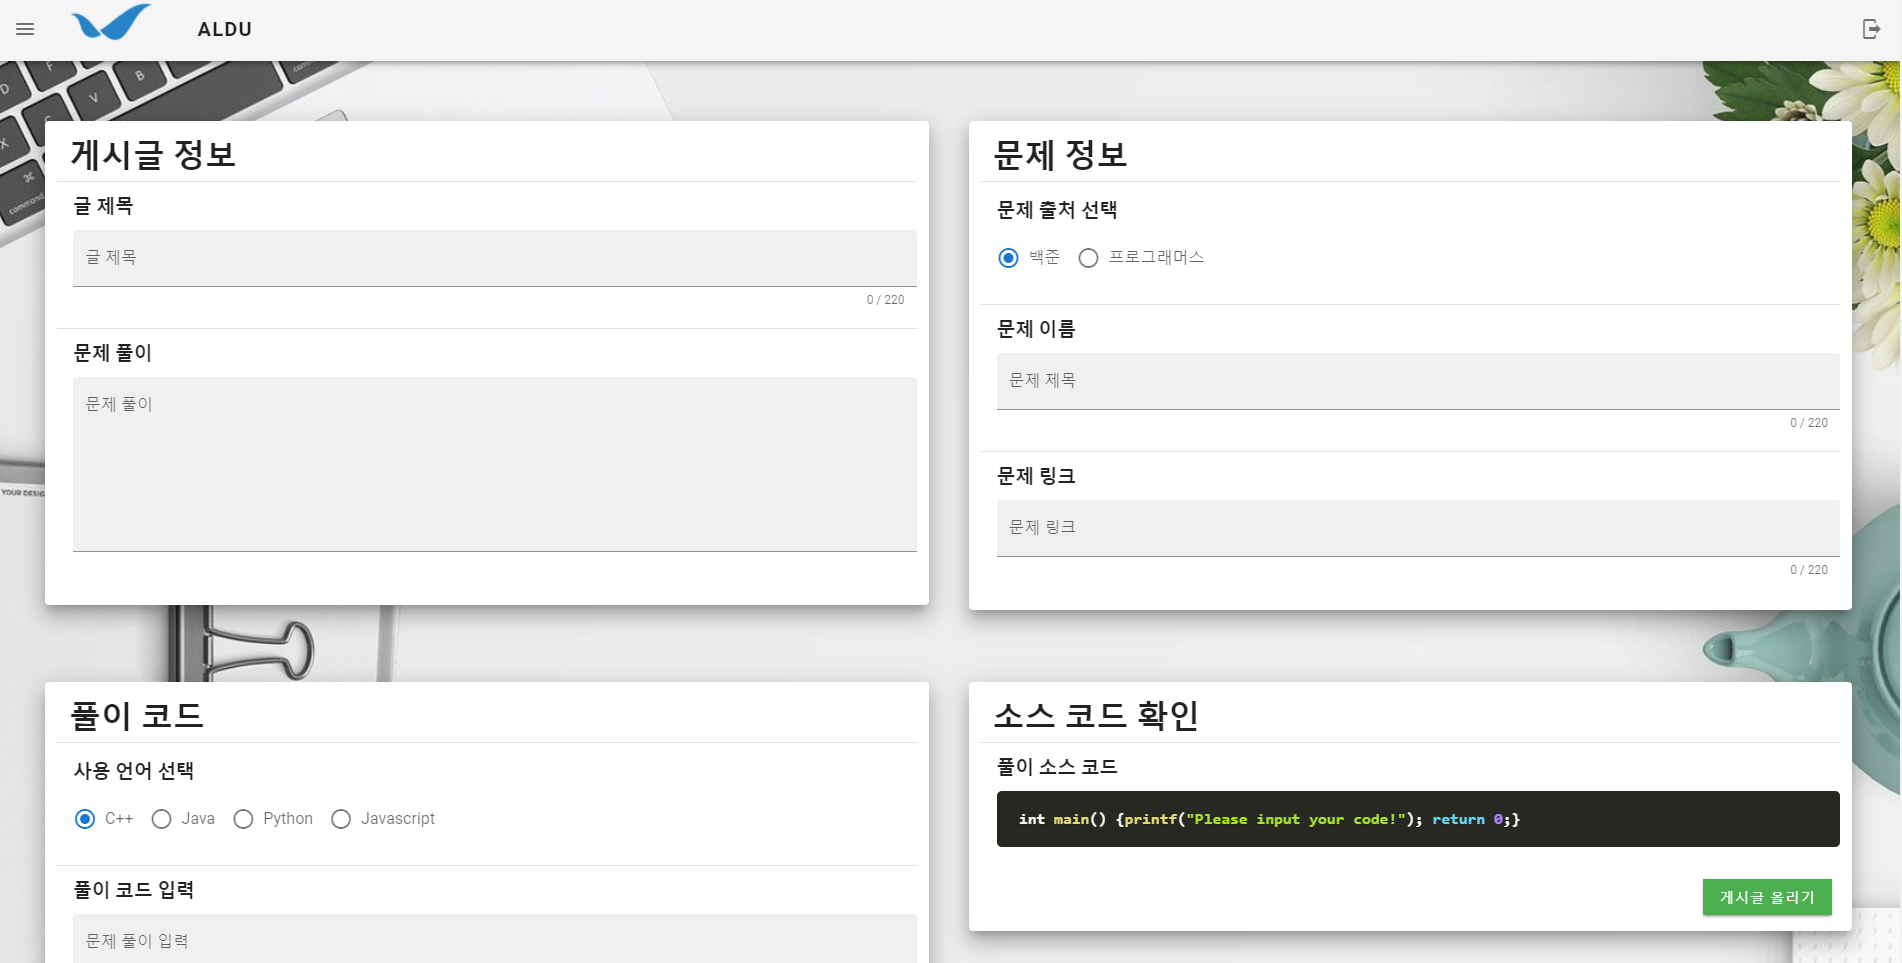 ALDU
D
F
V
B
C
X
⌘
command
com
YOUR DESIG
게시글 정보
글 제목
글 제목
0 / 220
문제 풀이
문제 풀이
문제 정보
문제 출처 선택
백준 프로그래머스
문제 이름
문제 제목
0 / 220
문제 링크
문제 링크
0 / 220
풀이 코드
사용 언어 선택
C++ Java Python Javascript
풀이 코드 입력
문제 풀이 입력
소스 코드 확인
풀이 소스 코드
int main() {printf("Please input your code!"); return 0;}
게시글 올리기